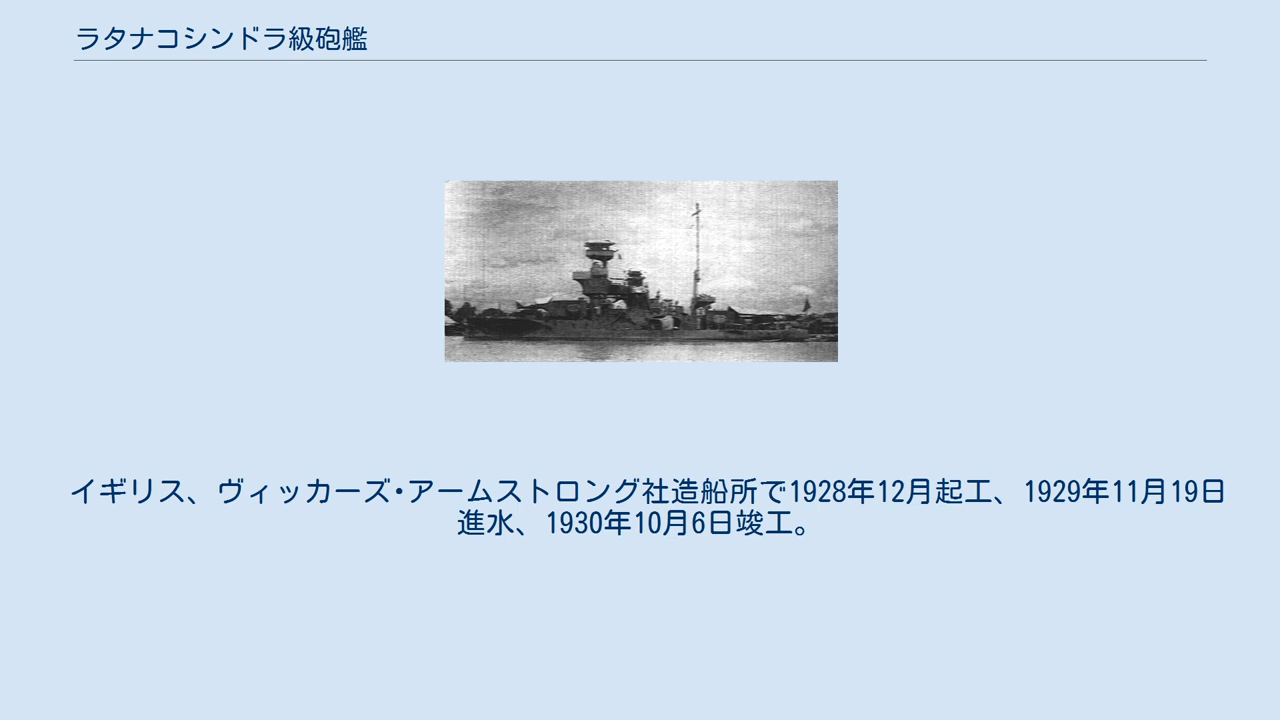 ラタナコシンドラ級砲艦
イギリス、ヴィッカーズ・アームストロング社造船所で1928年12月起工、1929年11月19日
進水、1930年10月6日竣工。